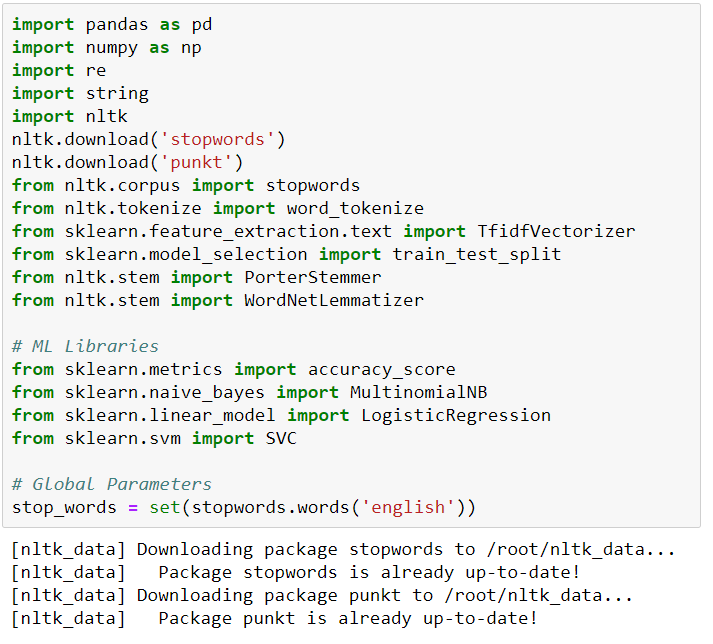 import pandas as pd
import numpy as np
import re
import string
import nltk
nltk.download('stopwords')
nltk.download('punkt')
from nltk.corpus import stopwords
from nltk.tokenize import word_tokenize
from sklearn.feature_extraction.text import TfidfVectorizer
from sklearn.model_selection import train_test_split
from nltk.stem import PorterStemmer
from nltk.stem import WordNetLemmatizer
# ML Libraries
from sklearn.metrics import accuracy_score
from sklearn.naive_bayes import MultinomialNB
from sklearn.linear_model import LogisticRegression
from sklearn.svm import SVC
# Global Parameters
stop_words = set(stopwords.words('english'))
[nltk_data] Downloading package stopwords to /root/nltk_data...
[nltk_data]   Package stopwords is already up-to-date!
[nltk_data] Downloading package punkt to /root/nltk_data...
[nltk_data]   Package punkt is already up-to-date!